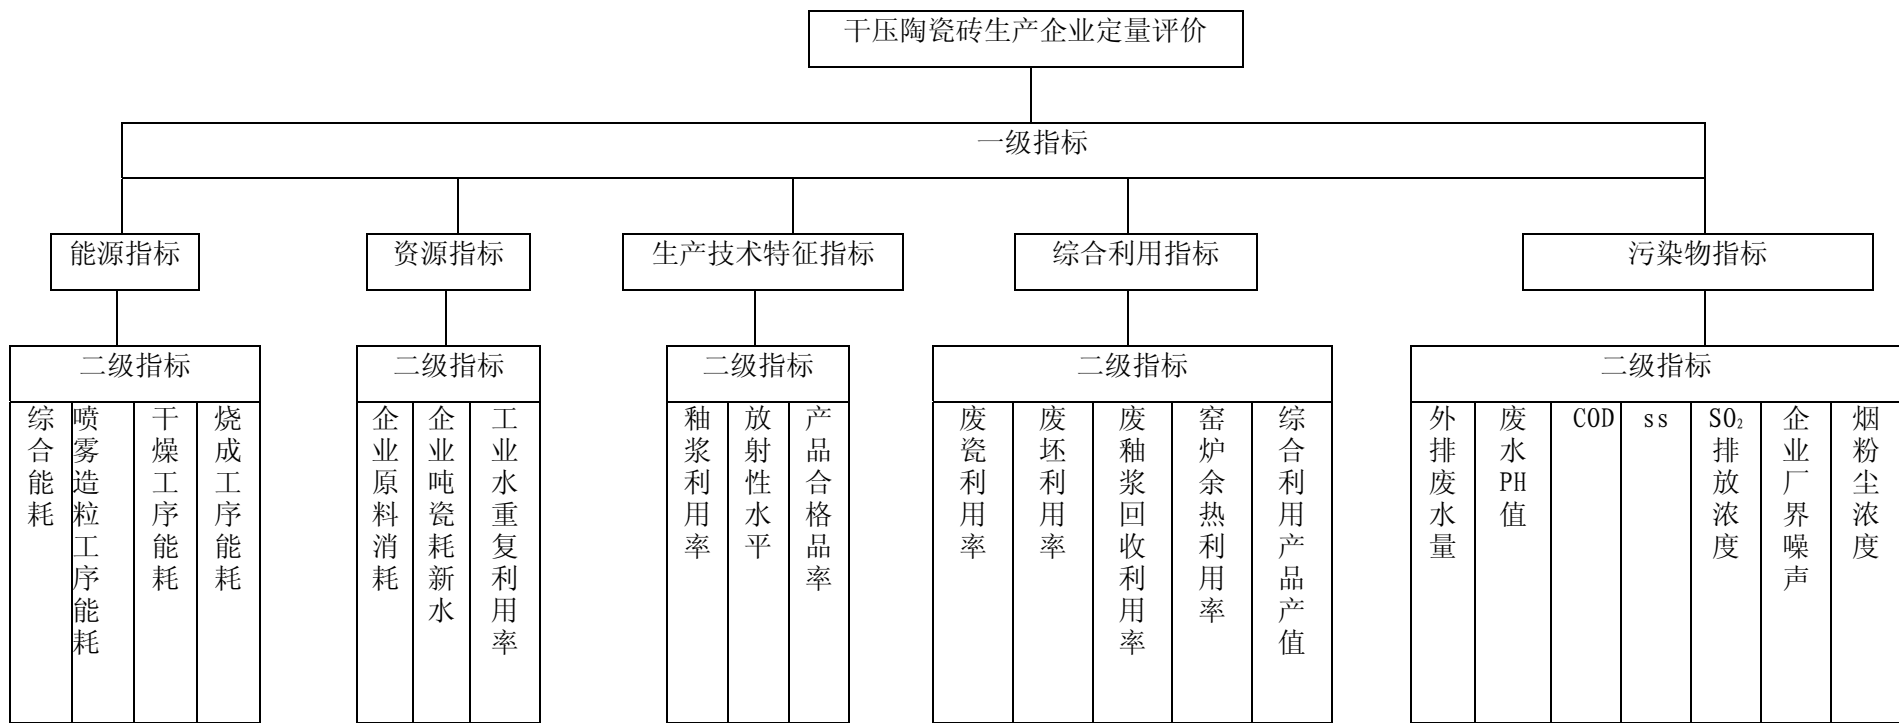 干压陶瓷砖生产企业定量评价
一级指标
能源指标
资源指标
生产技术特征指标
综合利用指标
污染物指标
二级指标
二级指标
二级指标
二级指标
二级指标
综合能耗
喷雾造粒工序能耗
干燥工序能耗
烧成工序能耗
企业原料消耗
企业吨瓷耗新水
工业水重复利用率
釉浆利用率
放射性水平
产品合格品率
废瓷利用率
废坯利用率
废釉浆回收利用率
窑炉余热利用率
综合利用产品产值
外排废水量
废水PH值
COD
ss
SO₂排放浓度
企业厂界噪声
烟粉尘浓度